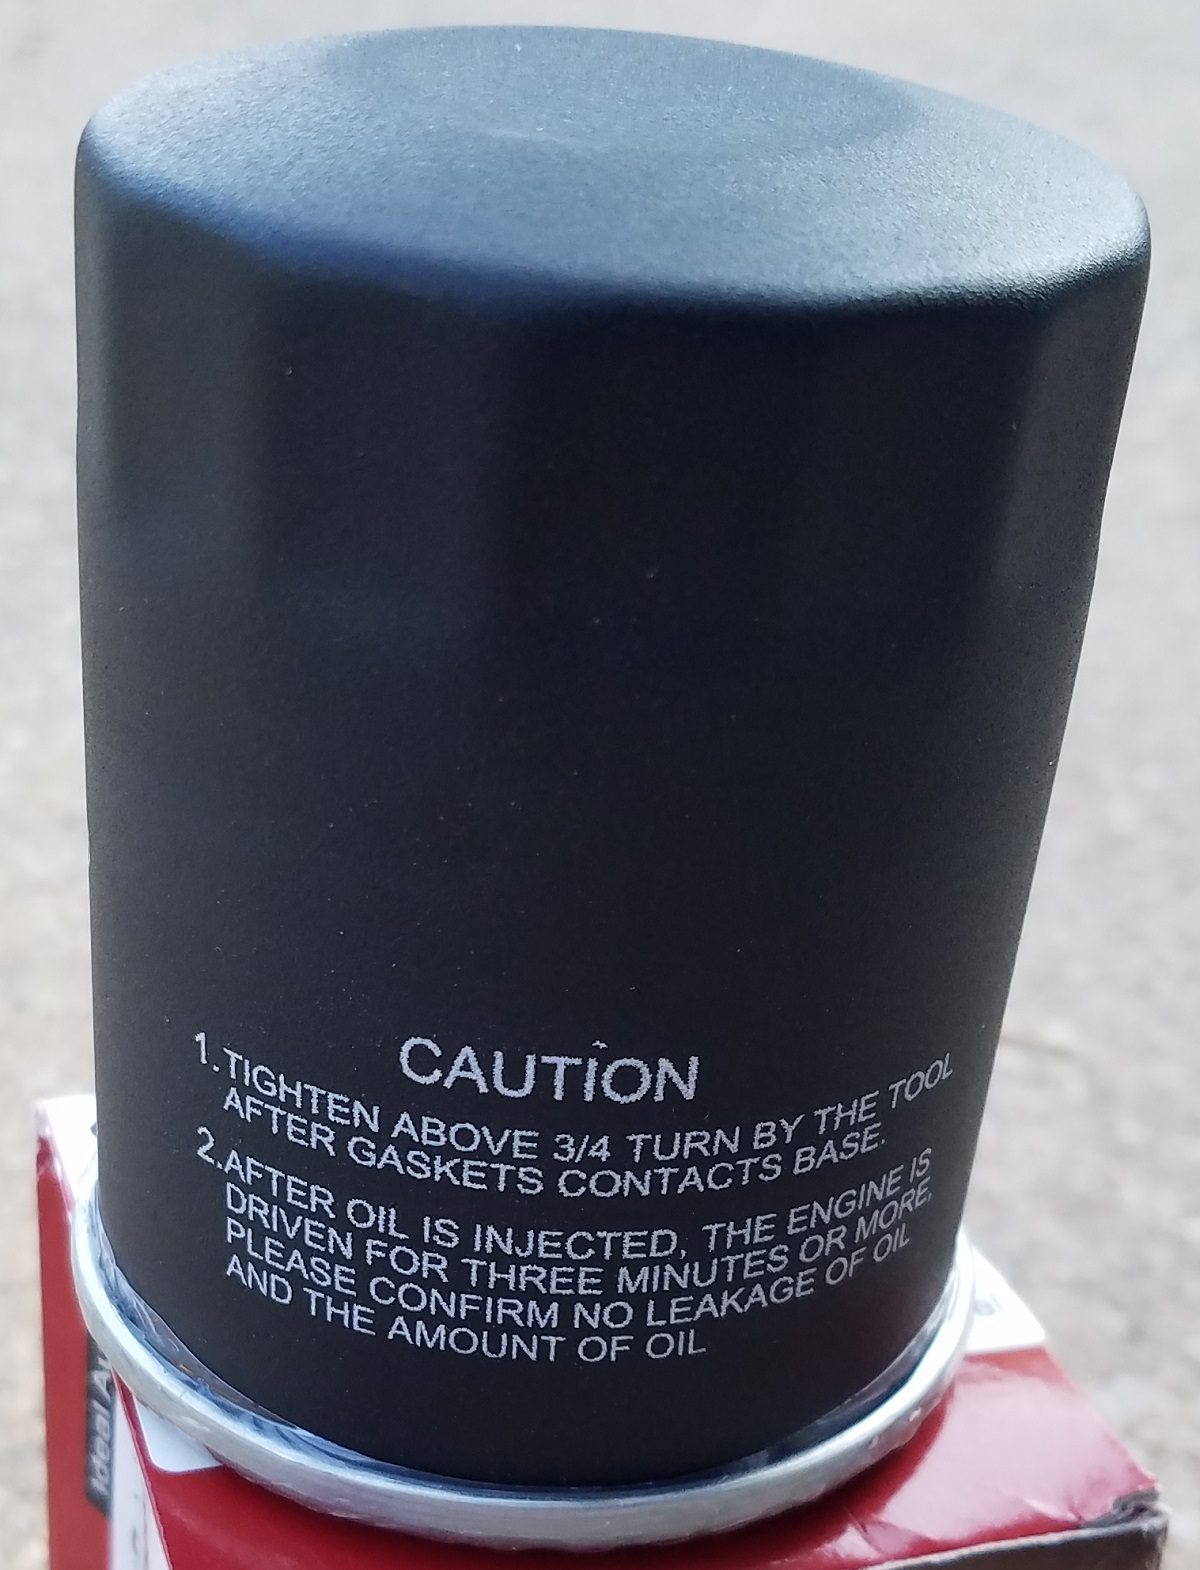 CAUTION
1.TIGHTEN ABOVE 3/4 TURN BY THE TOOL
AFTER GASKETS CONTACTS BASE.
2.AFTER OIL IS INJECTED, THE ENGINE IS
DRIVEN FOR THREE MINUTES OR MORE,
PLEASE CONFIRM NO LEAKAGE OF OIL
AND THE AMOUNT OF OIL
Ideal